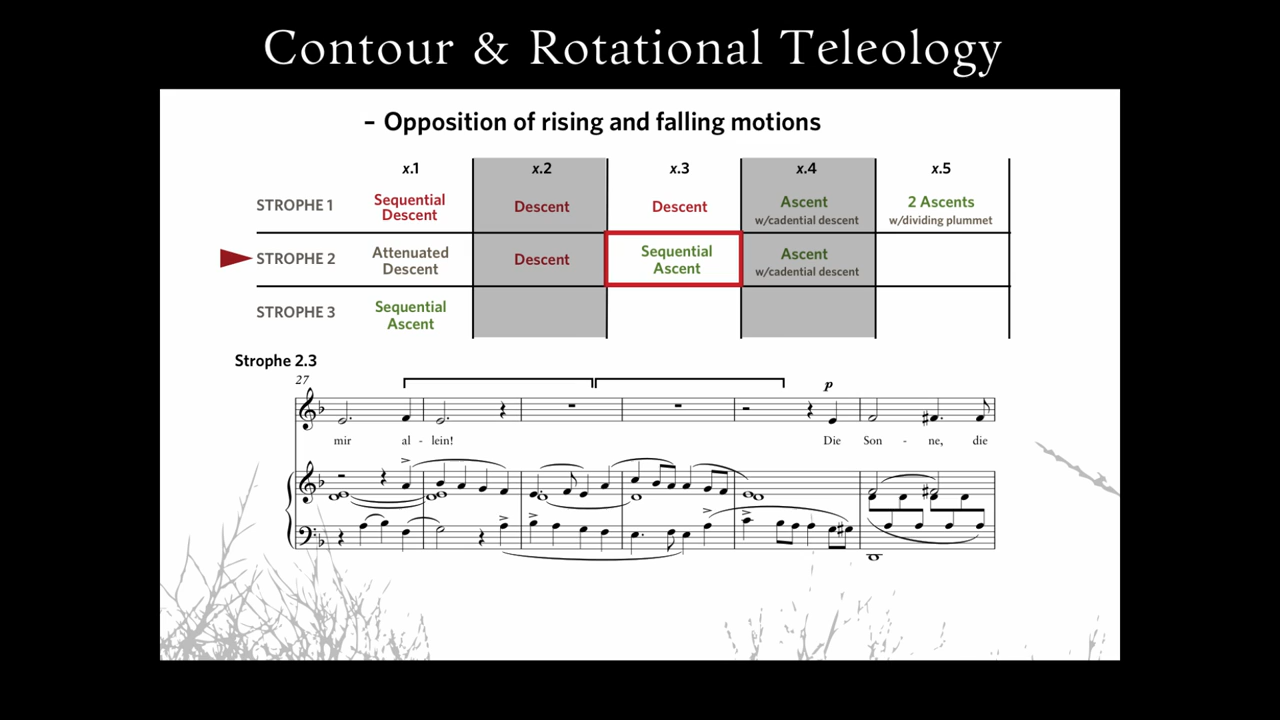 Contour & Rotational Teleology
– Opposition of rising and falling motions
x.1 x.2 x.3 x.4 x.5
STROPHE 1 Sequential Descent Descent Descent Ascent w/cadential descent 2 Ascents w/dividing plummet
STROPHE 2 Attenuated Descent Descent Sequential Ascent Ascent w/cadential descent
STROPHE 3 Sequential Ascent
Strophe 2.3
27
p
mir al - lein! Die Son - ne, die